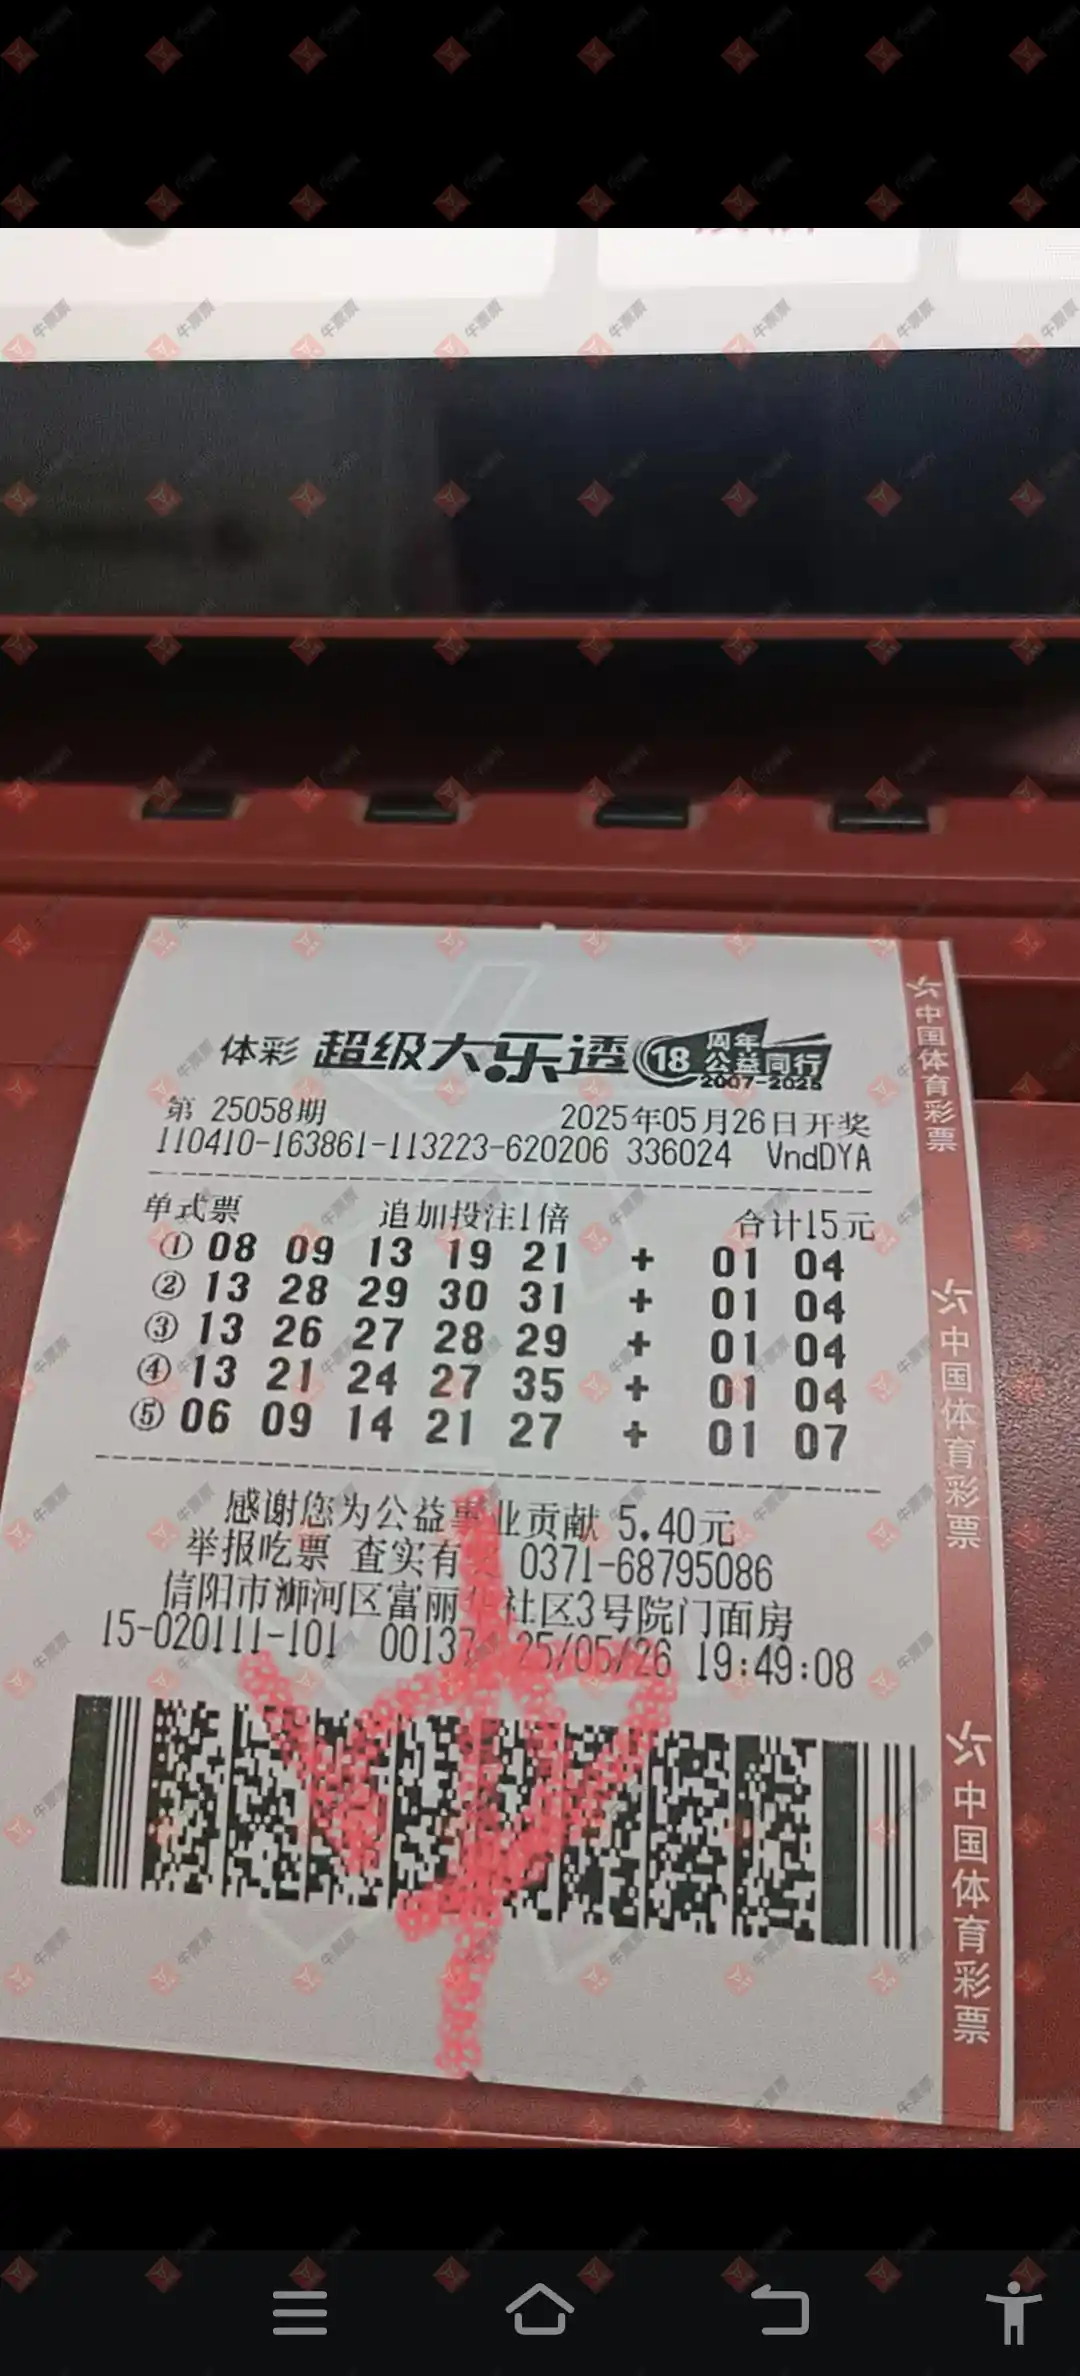 体彩 超级大乐透 18 周年 公益同行 2007-2025
第 25058期 2025年05月26日开奖
110410-163861-113223-620206 336024 VndDYA
单式票 追加投注1倍 合计15元
① 08 09 13 19 21 + 01 04
② 13 28 29 30 31 + 01 04
③ 13 26 27 28 29 + 01 04
④ 13 21 24 27 35 + 01 04
⑤ 06 09 14 21 27 + 01 07
感谢您为公益事业贡献 5.40元
举报吃票 查实有 0371-68795086
信阳市浉河区富丽 社区3号院门面房
15-020111-101 00137 25/05/26 19:49:08
中国体育彩票
中国体育彩票
中国体育彩票
牛票票